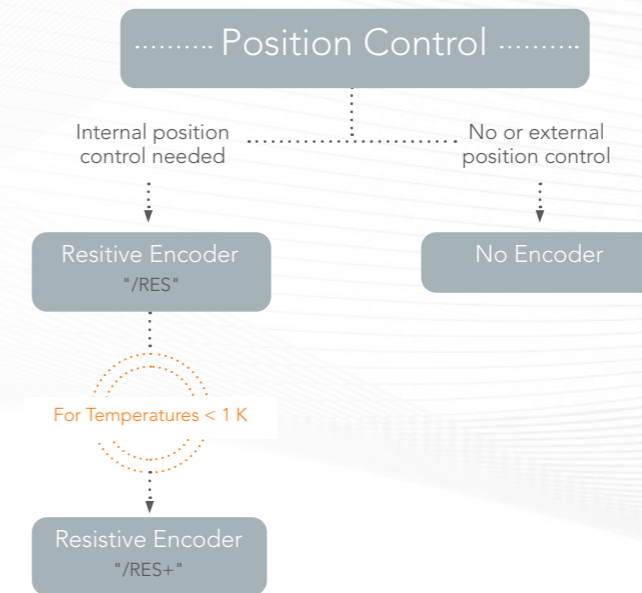 Position Control
Internal position
control needed
No or external
position control
Resitive Encoder
"/RES"
No Encoder
For Temperatures < 1 K
Resistive Encoder
"/RES+"